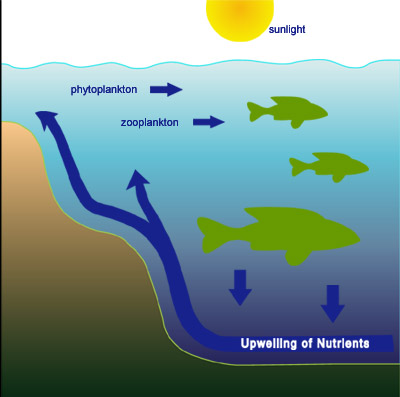 sunlight
phytoplankton
zooplankton
Upwelling of Nutrients